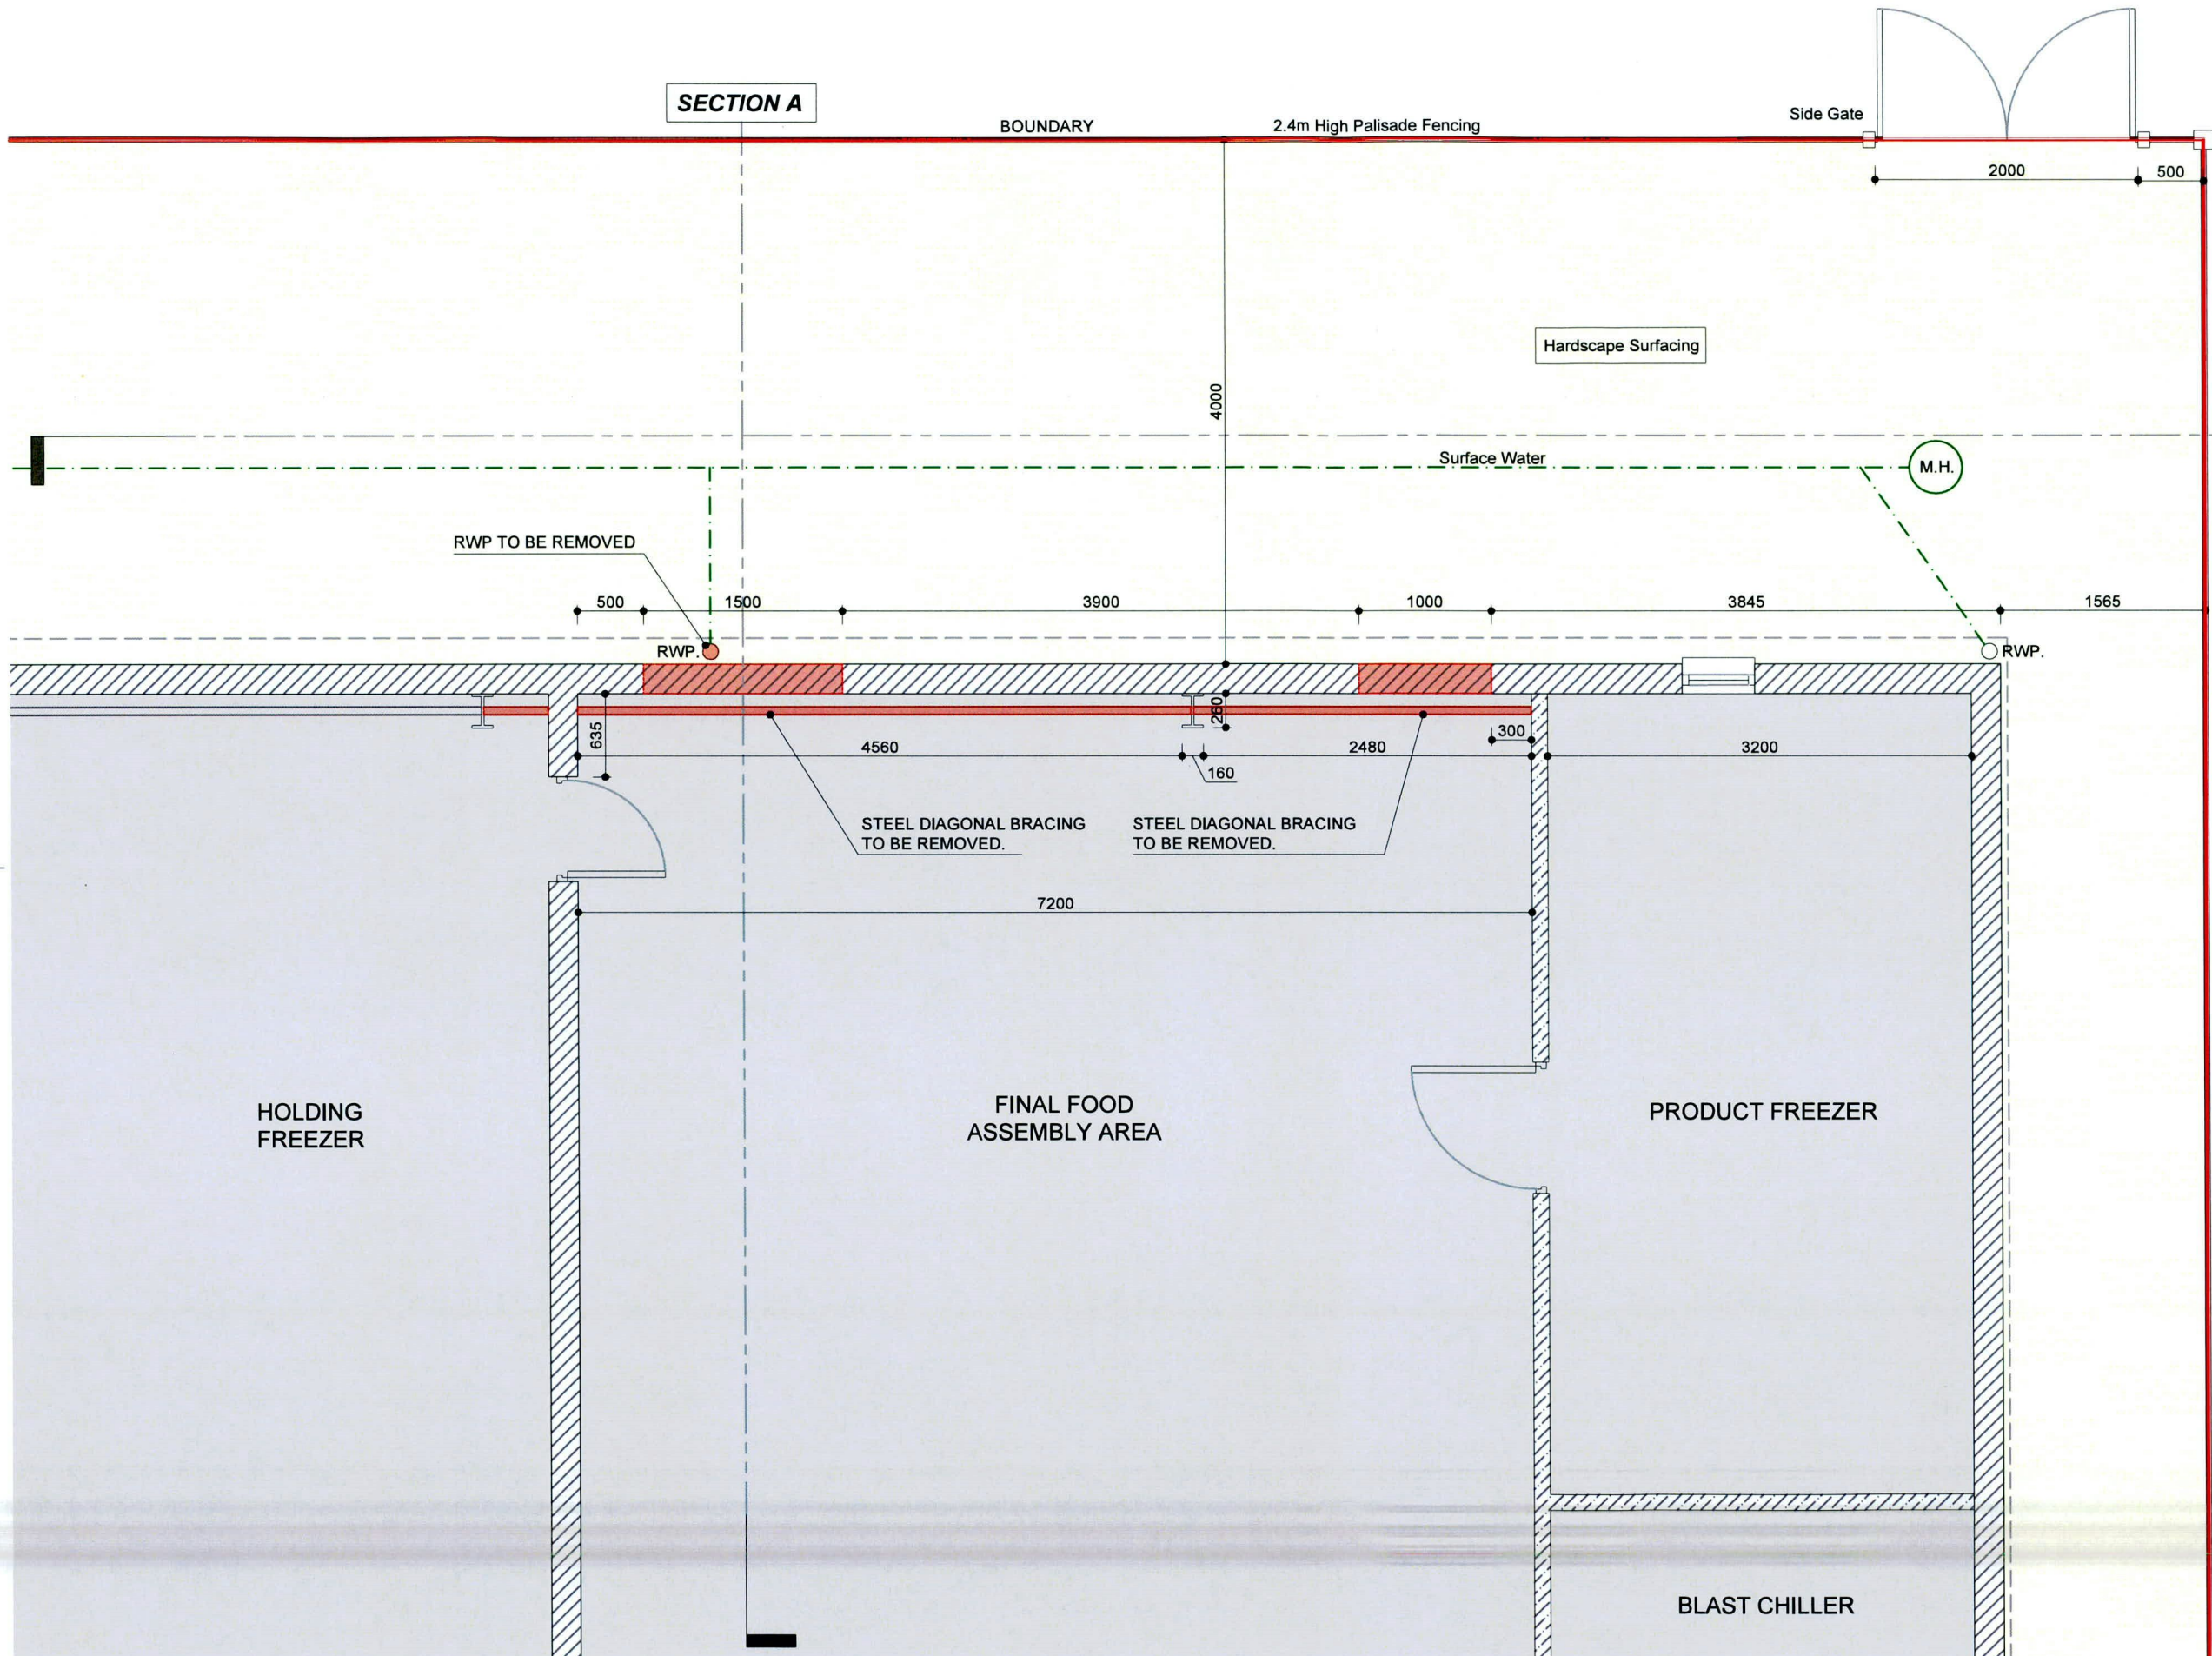 SECTION A
BOUNDARY
2.4m High Palisade Fencing
Side Gate
2000
500
Hardscape Surfacing
4000
Surface Water
M.H.
RWP TO BE REMOVED
500
1500
3900
1000
3845
1565
RWP.
RWP.
635
260
300
4560
2480
3200
160
STEEL DIAGONAL BRACING
TO BE REMOVED.
STEEL DIAGONAL BRACING
TO BE REMOVED.
7200
HOLDING
FREEZER
FINAL FOOD
ASSEMBLY AREA
PRODUCT FREEZER
BLAST CHILLER